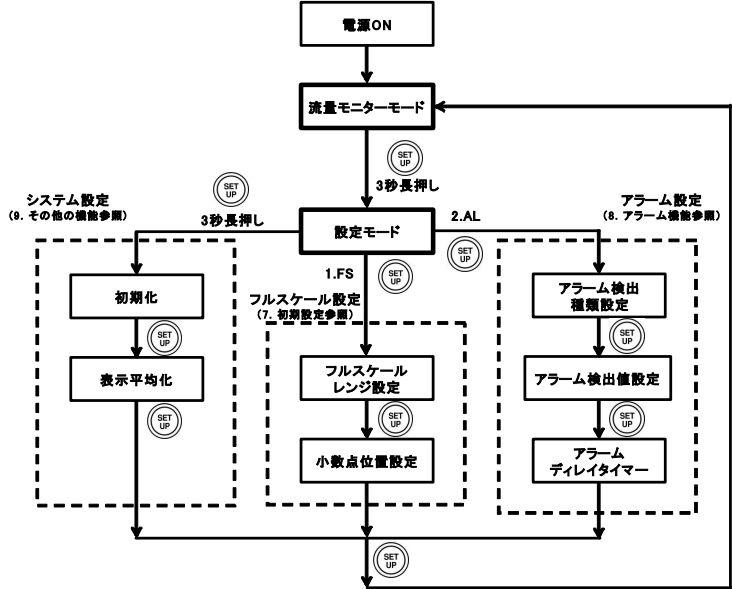 電源ON
流量モニターモード
SET
UP
3秒長押し
システム設定
(9. その他の機能参照)
SET
UP
3秒長押し
設定モード
2.AL
SET
UP
アラーム設定
(8. アラーム機能参照)
1.FS
SET
UP
フルスケール設定
(7. 初期設定参照)
初期化
SET
UP
表示平均化
SET
UP
フルスケール
レンジ設定
SET
UP
小数点位置設定
アラーム検出
種類設定
SET
UP
アラーム検出値設定
SET
UP
アラーム
ディレイタイマー
SET
UP